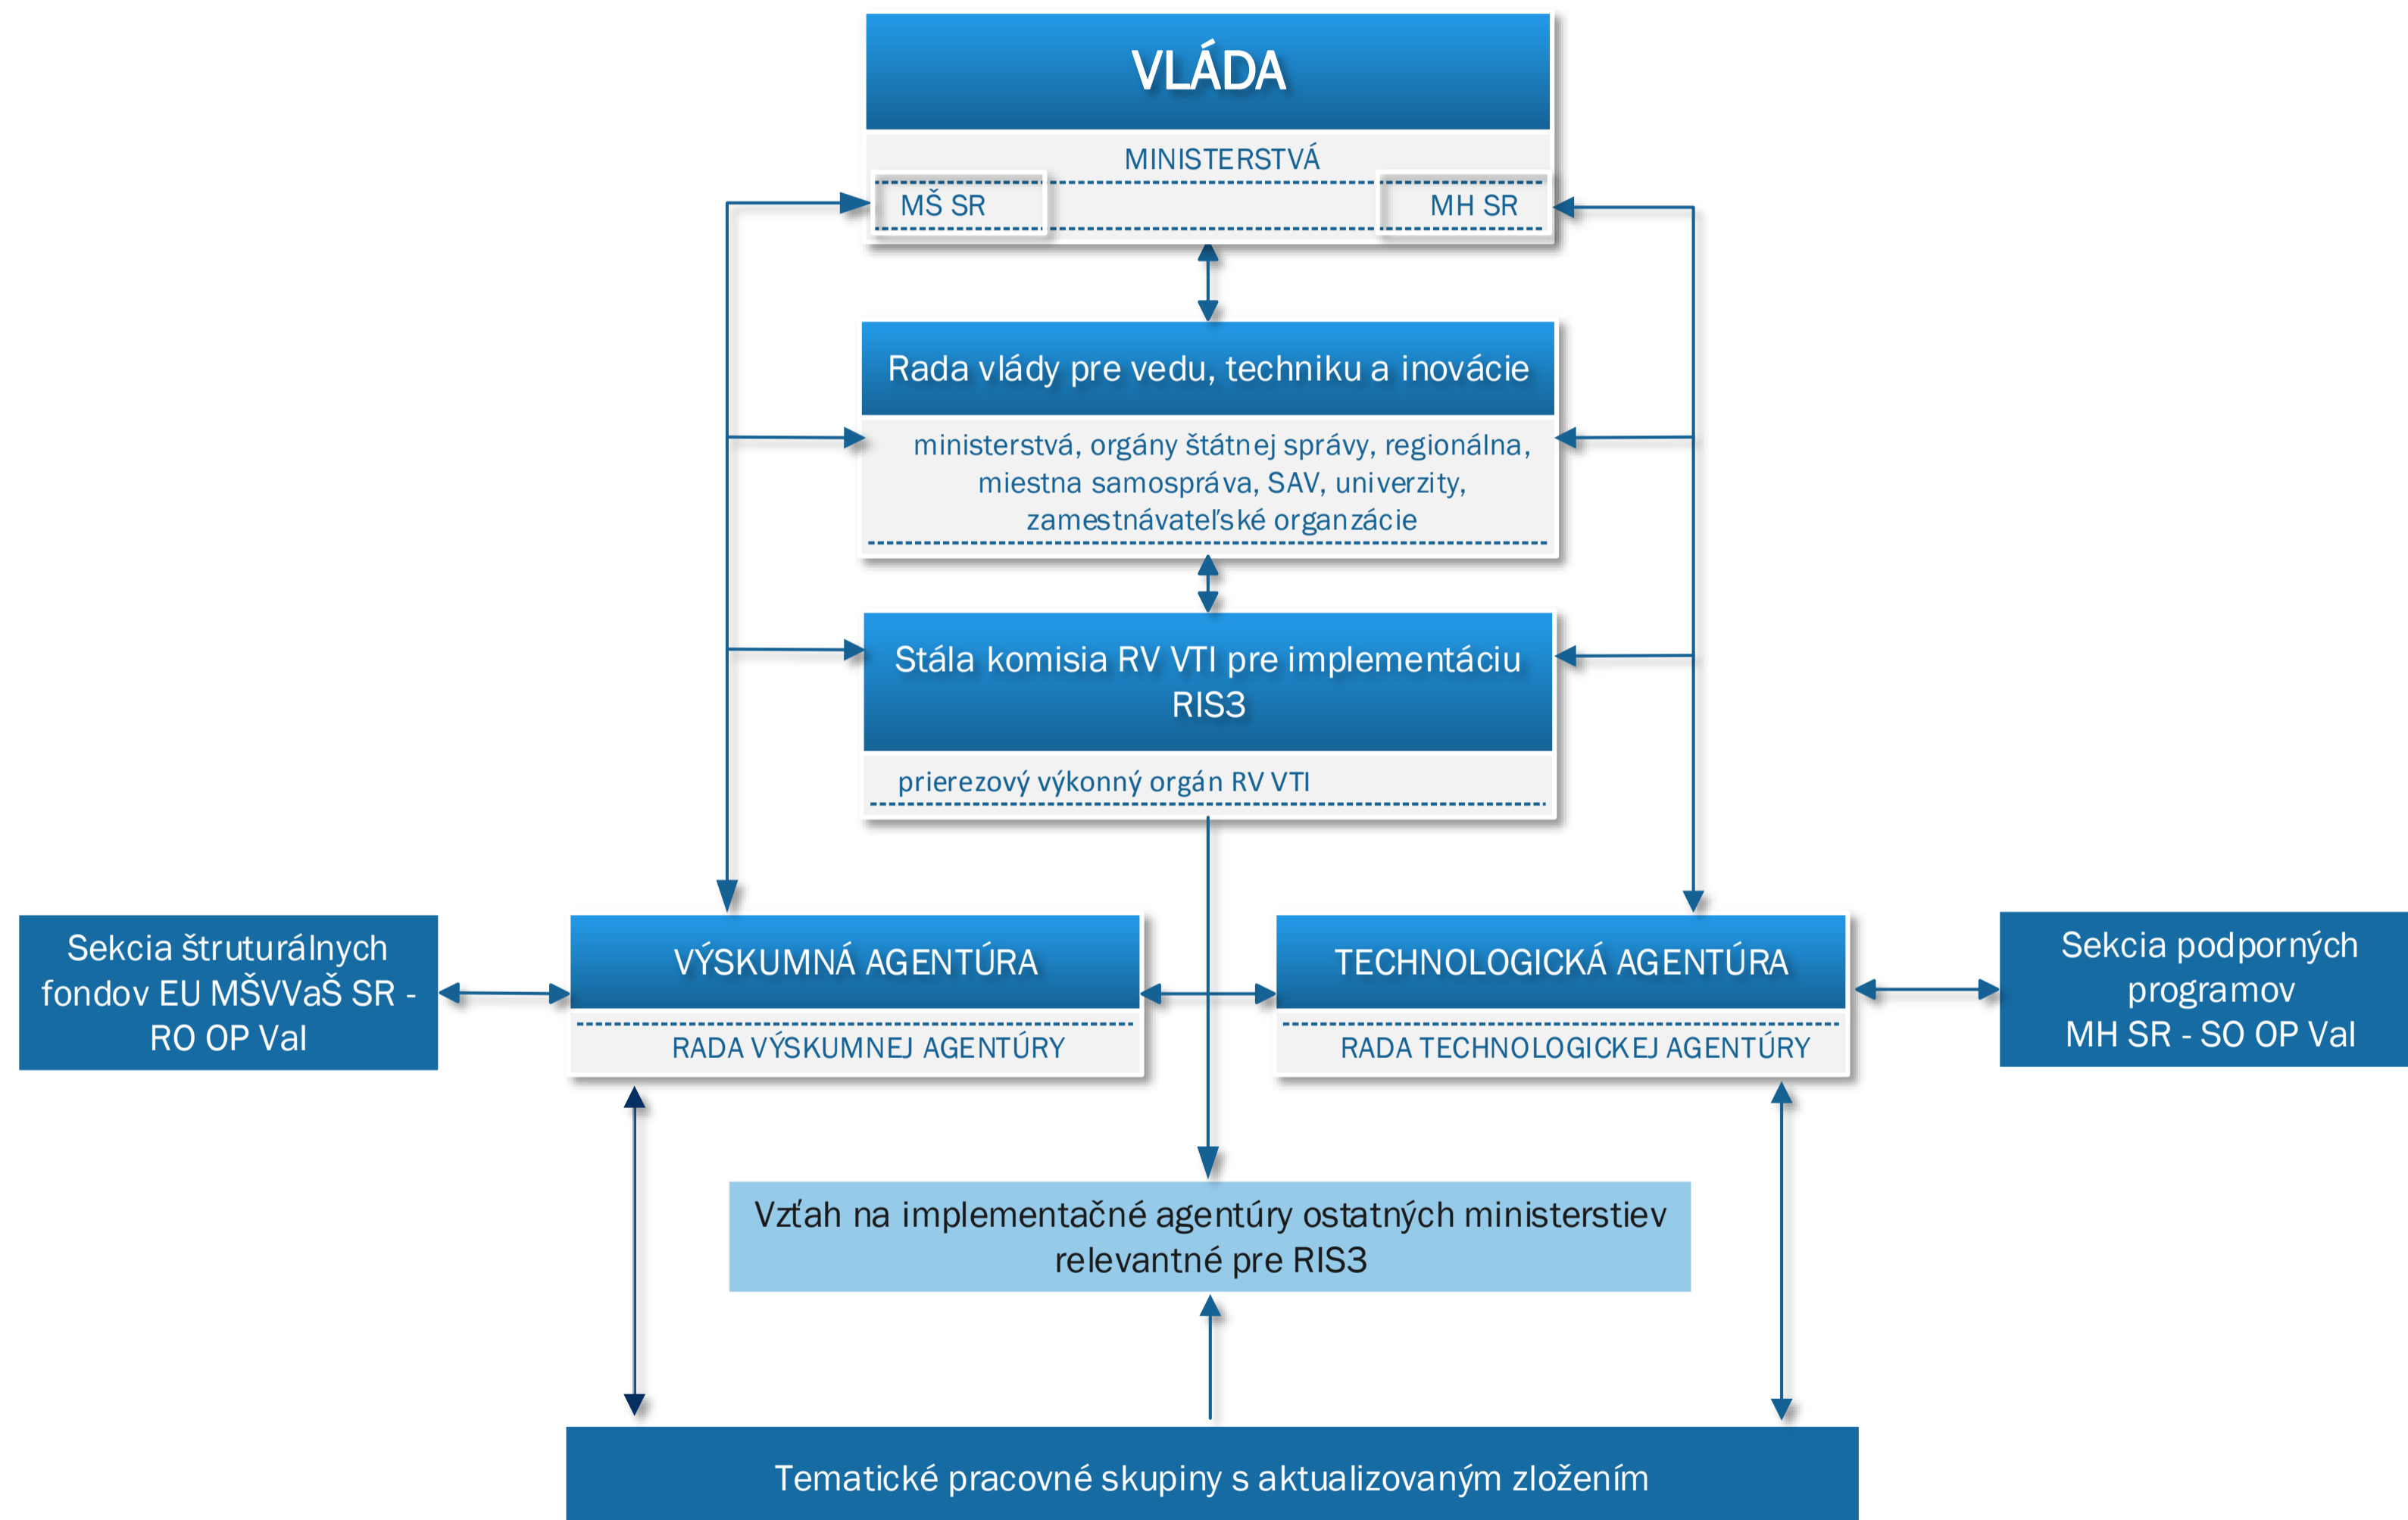 VLÁDA
MINISTERSTVÁ
MŠ SR
MH SR
Rada vlády pre vedu, techniku a inovácie
ministerstvá, orgány štátnej správy, regionálna,
miestna samospráva, SAV, univerzity,
zamestnávateľské organzácie
Stála komisia RV VTI pre implementáciu
RIS3
prierezový výkonný orgán RV VTI
Sekcia štruturálnych
fondov EU MŠVVaŠ SR -
RO OP VaI
VÝSKUMNÁ AGENTÚRA
RADA VÝSKUMNEJ AGENTÚRY
TECHNOLOGICKÁ AGENTÚRA
RADA TECHNOLOGICKEJ AGENTÚRY
Sekcia podporných
programov
MH SR - SO OP VaI
Vzťah na implementačné agentúry ostatných ministerstiev
relevantné pre RIS3
Tematické pracovné skupiny s aktualizovaným zložením